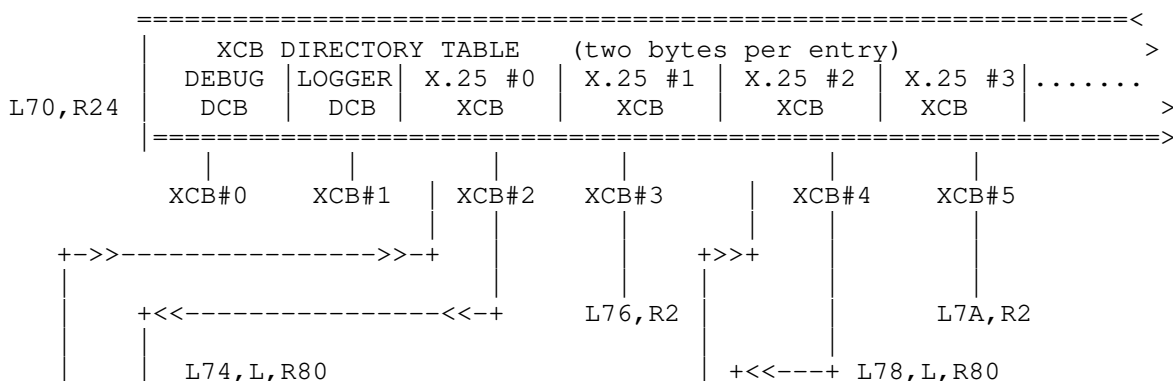 XCB DIRECTORY TABLE (two bytes per entry)
DEBUG |LOGGER| X.25 #0 | X.25 #1 | X.25 #2 | X.25 #3|.......
L70,R24 | DCB | DCB | XCB | XCB | XCB | XCB |
XCB#0 XCB#1 | XCB#2 XCB#3 | XCB#4 XCB#5
+->>----------------->>-+ +>>+
+<<-----------------<<-+ L76,R2 | L7A,R2
L74,L,R80 | +<<---+ L78,L,R80